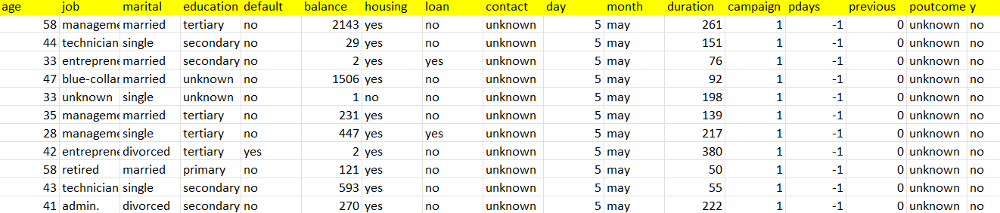 age job marital education default balance housing loan contact day month duration campaign pdays previous poutcome y
58 manageme married tertiary no 2143 yes no unknown 5 may 261 1 -1 0 unknown no
44 technician single secondary no 29 yes no unknown 5 may 151 1 -1 0 unknown no
33 entreprene married secondary no 2 yes yes unknown 5 may 76 1 -1 0 unknown no
47 blue-collar married unknown no 1506 yes no unknown 5 may 92 1 -1 0 unknown no
33 unknown single unknown no 1 no no unknown 5 may 198 1 -1 0 unknown no
35 manageme married tertiary no 231 yes no unknown 5 may 139 1 -1 0 unknown no
28 manageme single tertiary no 447 yes yes unknown 5 may 217 1 -1 0 unknown no
42 entreprene divorced tertiary yes 2 yes no unknown 5 may 380 1 -1 0 unknown no
58 retired married primary no 121 yes no unknown 5 may 50 1 -1 0 unknown no
43 technician single secondary no 593 yes no unknown 5 may 55 1 -1 0 unknown no
41 admin. divorced secondary no 270 yes no unknown 5 may 222 1 -1 0 unknown no